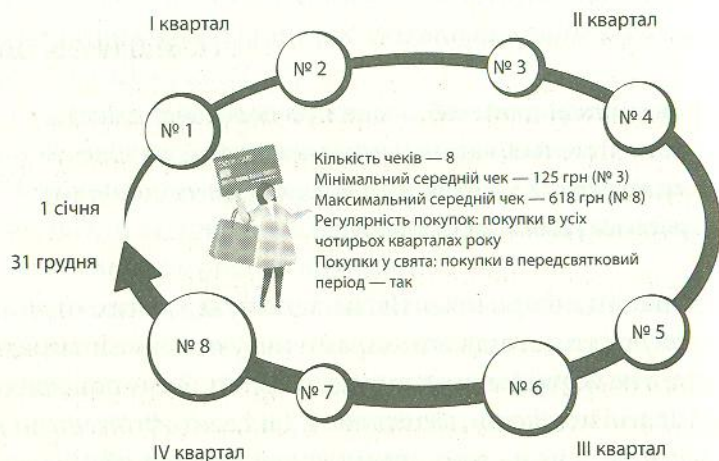 І квартал
ІІ квартал
№ 1
№ 2
№ 3
№ 4
Кількість чеків — 8
Мінімальний середній чек — 125 грн (№ 3)
Максимальний середній чек — 618 грн (№ 8)
Регулярність покупок: покупки в усіх
чотирьох кварталах року
Покупки у свята: покупки в передсвятковий
період — так
1 січня
31 грудня
№ 5
№ 6
№ 7
№ 8
ІІІ квартал
IV квартал